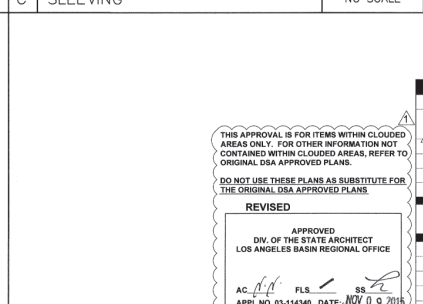 C SLEEVING NO SCALE
1
THIS APPROVAL IS FOR ITEMS WITHIN CLOUDED
AREAS ONLY. FOR OTHER INFORMATION NOT
CONTAINED WITHIN CLOUDED AREAS, REFER TO
ORIGINAL DSA APPROVED PLANS.
DO NOT USE THESE PLANS AS SUBSTITUTE FOR
THE ORIGINAL DSA APPROVED PLANS
REVISED
APPROVED
DIV. OF THE STATE ARCHITECT
LOS ANGELES BASIN REGIONAL OFFICE
AC N.N. FLS SS
APPL NO. 03-114340 DATE: NOV 0 9 2015